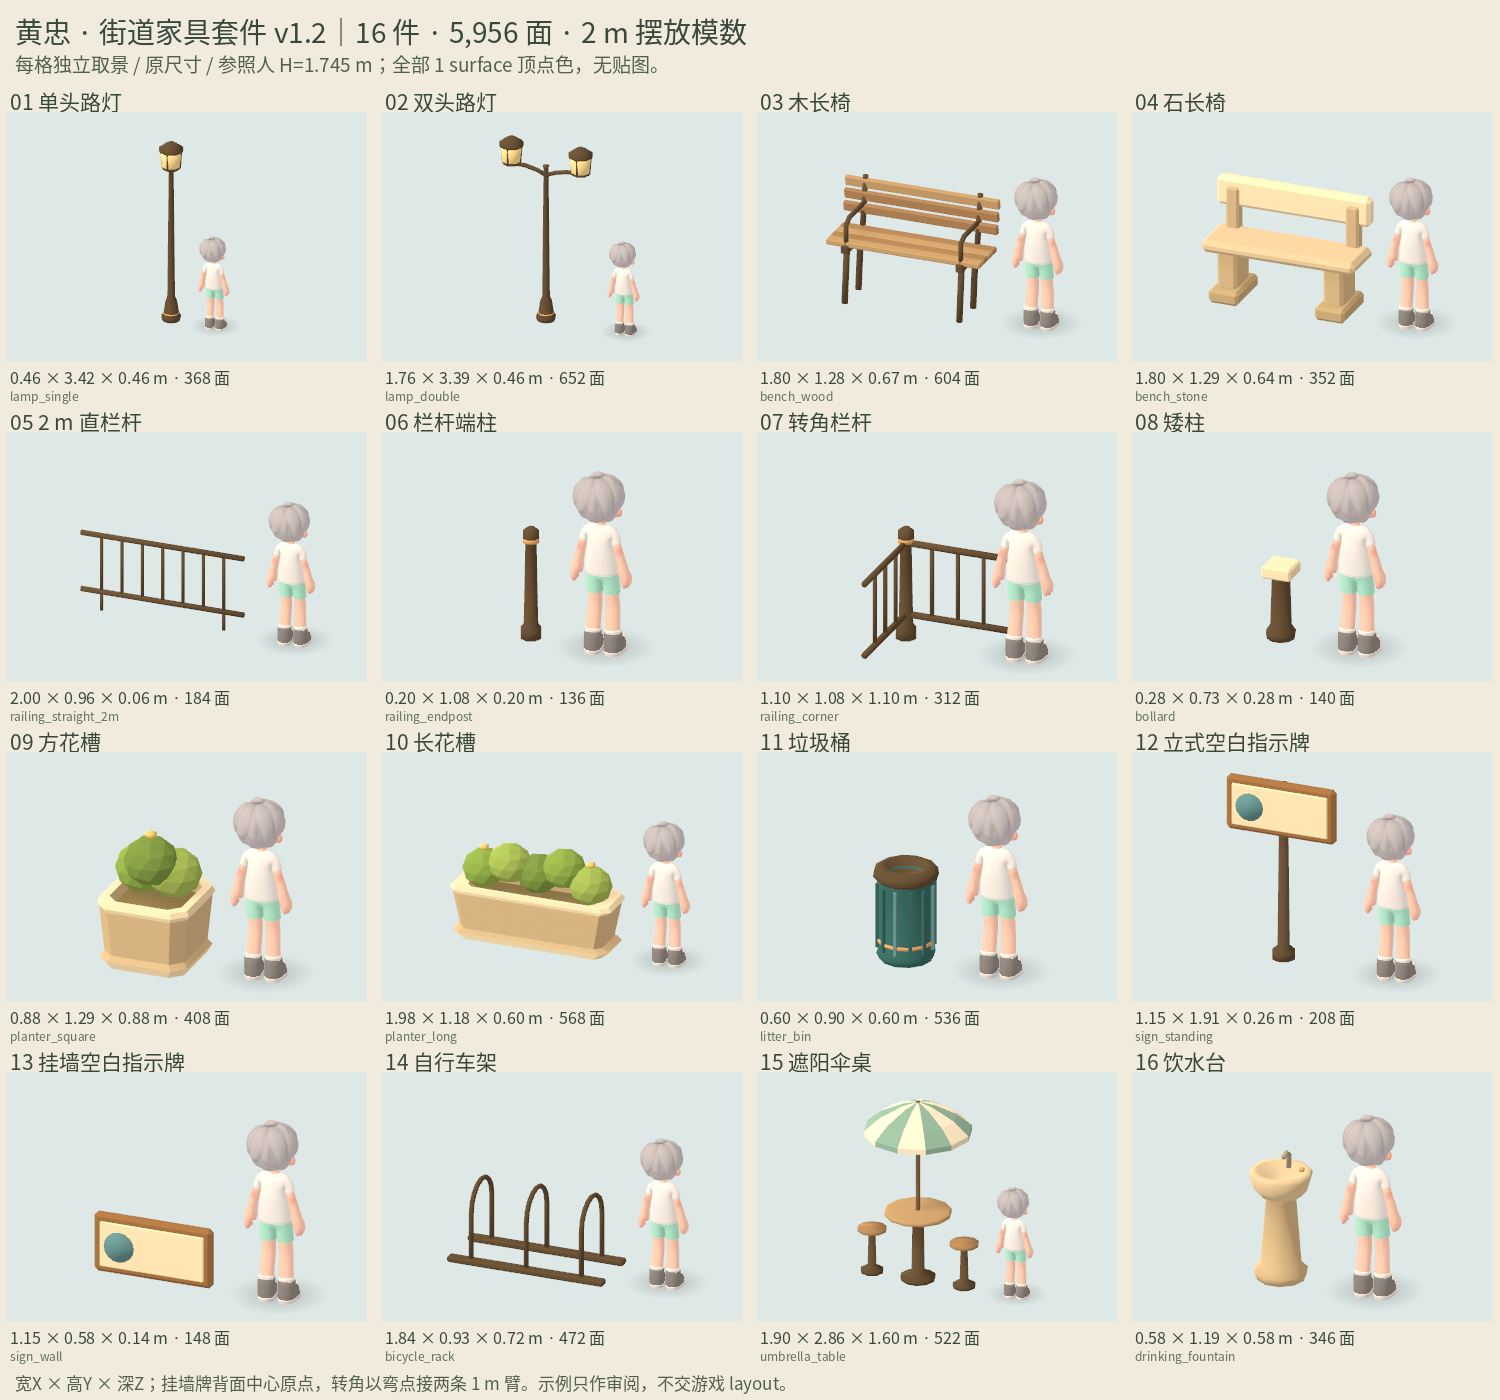 黄忠 · 街道家具套件 v1.2｜16 件 · 5,956 面 · 2 m 摆放模数
每格独立取景 / 原尺寸 / 参照人 H=1.745 m；全部 1 surface 顶点色，无贴图。
01 单头路灯
02 双头路灯
03 木长椅
04 石长椅
0.46 × 3.42 × 0.46 m · 368 面
lamp_single
1.76 × 3.39 × 0.46 m · 652 面
lamp_double
1.80 × 1.28 × 0.67 m · 604 面
bench_wood
1.80 × 1.29 × 0.64 m · 352 面
bench_stone
05 2 m 直栏杆
06 栏杆端柱
07 转角栏杆
08 矮柱
2.00 × 0.96 × 0.06 m · 184 面
railing_straight_2m
0.20 × 1.08 × 0.20 m · 136 面
railing_endpost
1.10 × 1.08 × 1.10 m · 312 面
railing_corner
0.28 × 0.73 × 0.28 m · 140 面
bollard
09 方花槽
10 长花槽
11 垃圾桶
12 立式空白指示牌
0.88 × 1.29 × 0.88 m · 408 面
planter_square
1.98 × 1.18 × 0.60 m · 568 面
planter_long
0.60 × 0.90 × 0.60 m · 536 面
litter_bin
1.15 × 1.91 × 0.26 m · 208 面
sign_standing
13 挂墙空白指示牌
14 自行车架
15 遮阳伞桌
16 饮水台
1.15 × 0.58 × 0.14 m · 148 面
sign_wall
1.84 × 0.93 × 0.72 m · 472 面
bicycle_rack
1.90 × 2.86 × 1.60 m · 522 面
umbrella_table
0.58 × 1.19 × 0.58 m · 346 面
drinking_fountain
宽X × 高Y × 深Z；挂墙牌背面中心原点，转角以弯点接两条 1 m 臂。示例只作审阅，不交游戏 layout。